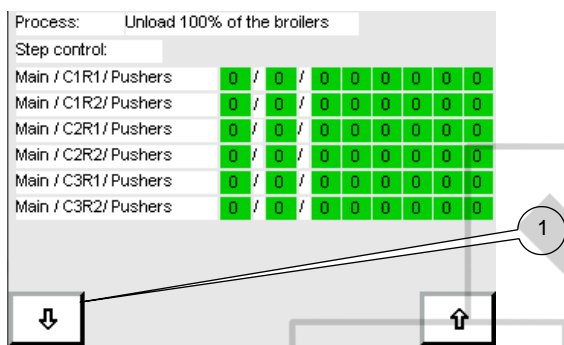 Process: Unload 100% of the broilers
Step control:
Main / C1R1/ Pushers 0 / 0 / 0 0 0 0 0 0
Main / C1R2/ Pushers 0 / 0 / 0 0 0 0 0 0
Main / C2R1/ Pushers 0 / 0 / 0 0 0 0 0 0
Main / C2R2/ Pushers 0 / 0 / 0 0 0 0 0 0
Main / C3R1/ Pushers 0 / 0 / 0 0 0 0 0 0
Main / C3R2/ Pushers 0 / 0 / 0 0 0 0 0 0
1